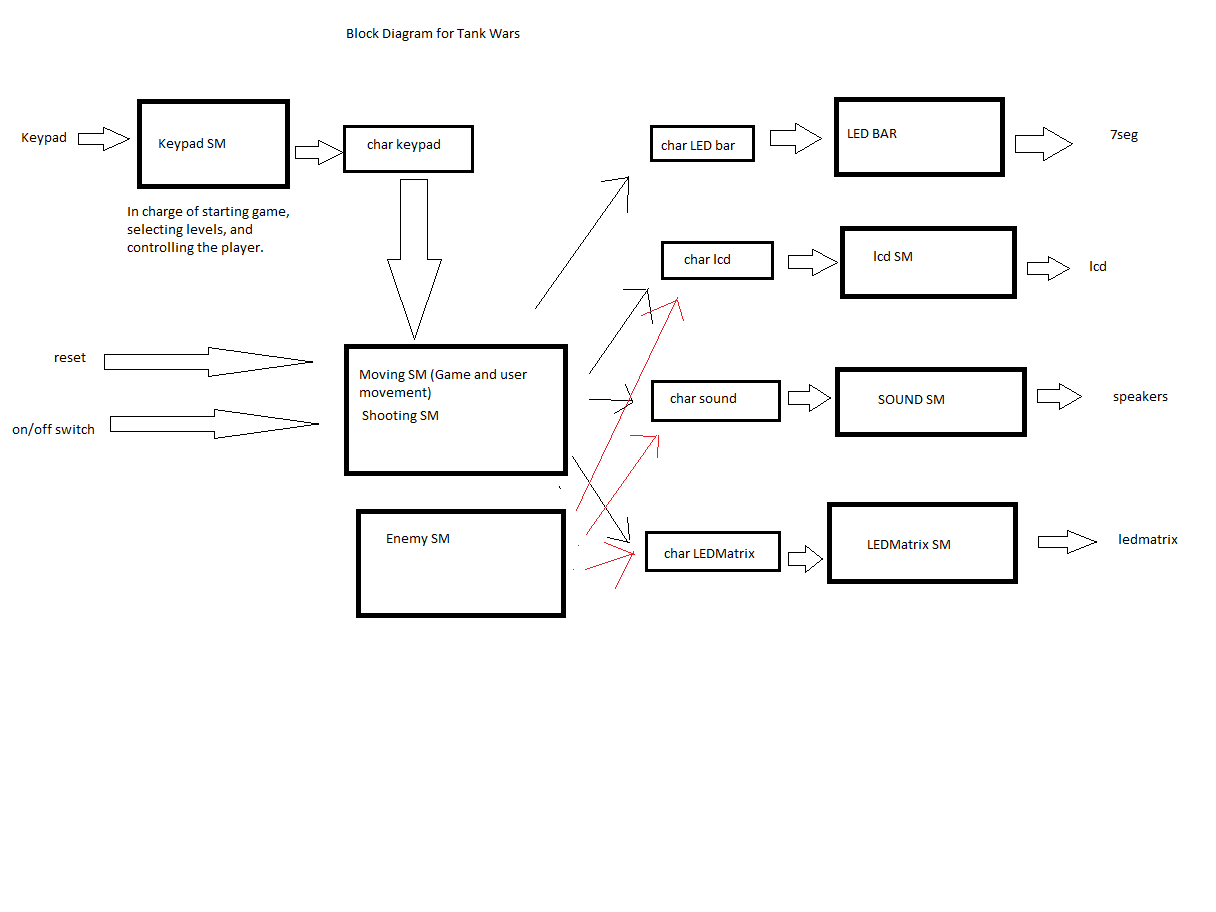 Block Diagram for Tank Wars
Keypad
Keypad SM
char keypad
In charge of starting game,
selecting levels, and
controlling the player.
char LED bar
LED BAR
7seg
char lcd
lcd SM
lcd
reset
on/off switch
Moving SM (Game and user
movement)
Shooting SM
char sound
SOUND SM
speakers
Enemy SM
char LEDMatrix
LEDMatrix SM
ledmatrix